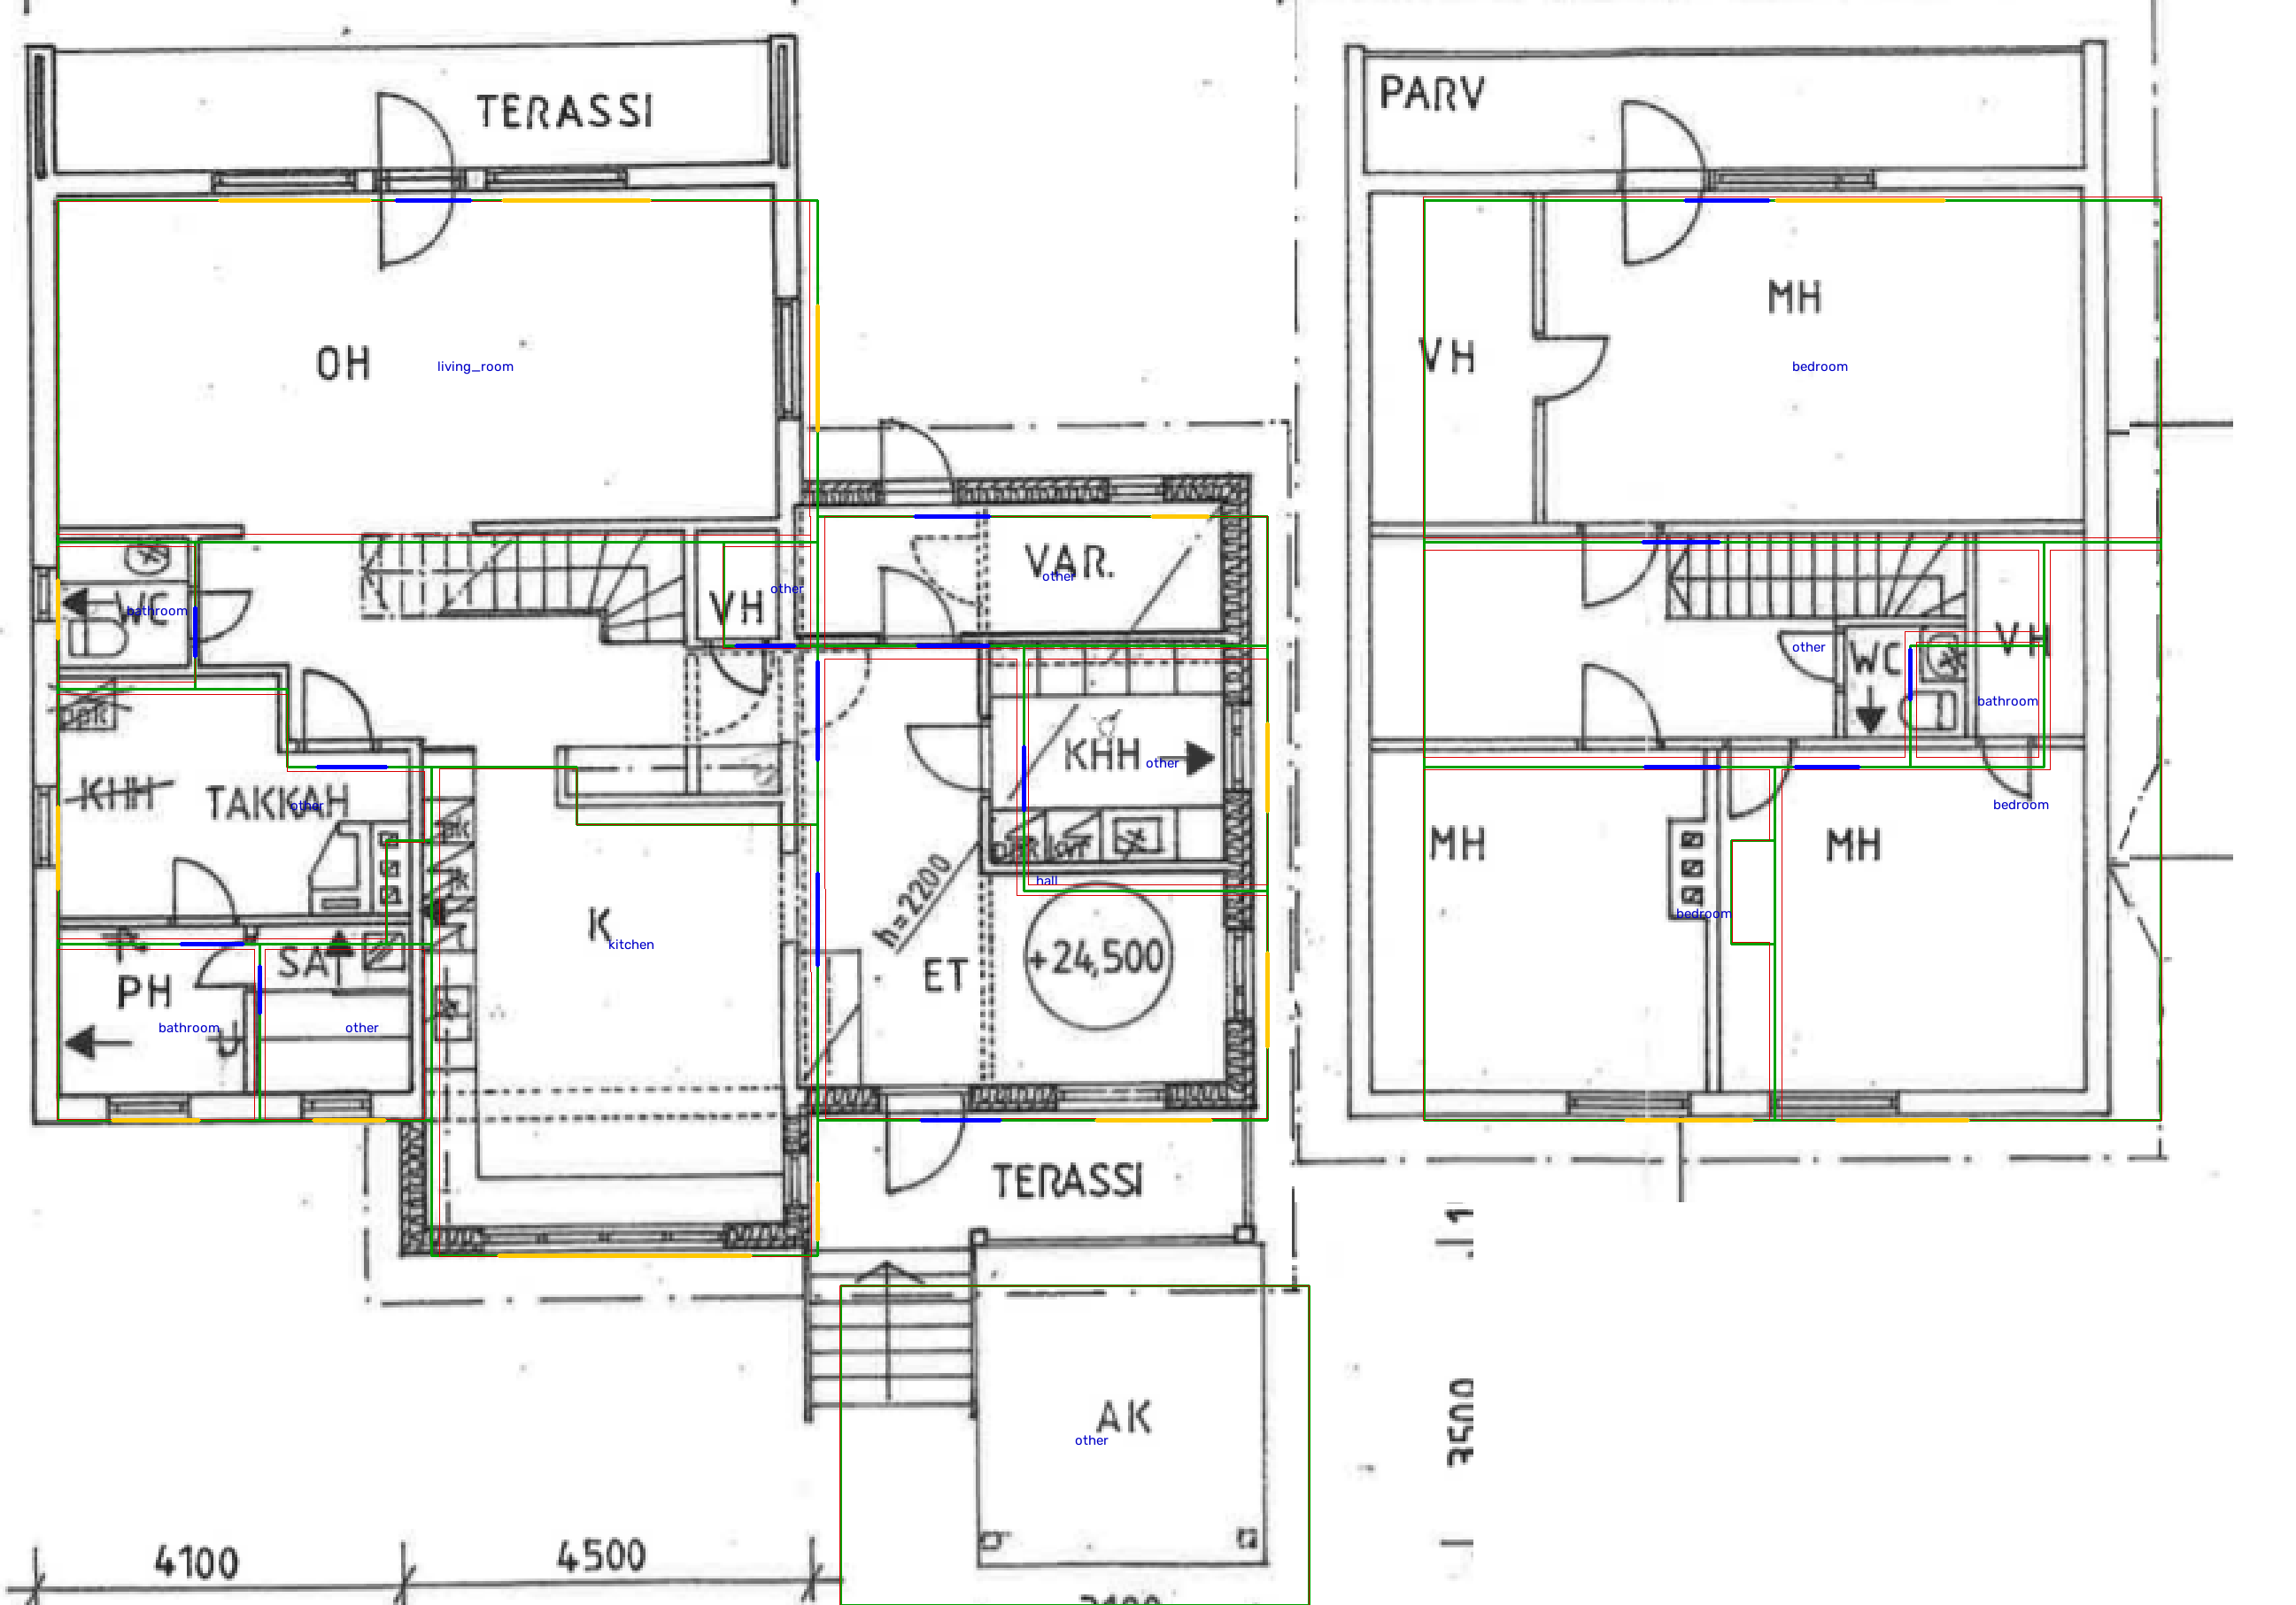 TERASSI
PARV
OH
living_room
MH
VH
bedroom
VAR.
other
VH
other
WC
bathroom
other
WC
VH
bathroom
KHH
other
KHH
TAKKAH
other
MH
MH
bedroom
bedroom
h=2200
hall
K
kitchen
+24,500
ET
SA
PH
bathroom
other
TERASSI
AK
other
4100
4500
3500